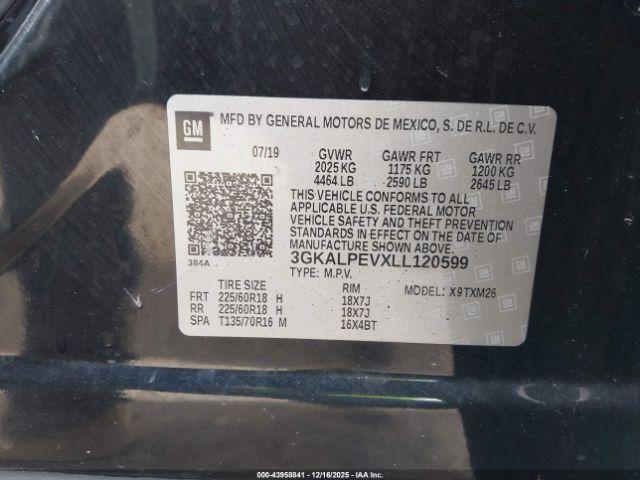 GM
MFD BY GENERAL MOTORS DE MEXICO, S. DE R.L. DE C.V.
07/19 GVWR GAWR FRT GAWR RR
2025 KG 1175 KG 1200 KG
4464 LB 2590 LB 2645 LB
THIS VEHICLE CONFORMS TO ALL
APPLICABLE U.S. FEDERAL MOTOR
VEHICLE SAFETY AND THEFT PREVENTION
STANDARDS IN EFFECT ON THE DATE OF
MANUFACTURE SHOWN ABOVE.
384A 3GKALPEVXLL120599
TYPE: M.P.V. MODEL: X9TXM26
TIRE SIZE RIM
FRT 225/60R18 H 18X7J
RR 225/60R18 H 18X7J
SPA T135/70R16 M 16X4BT
000-43958841 - 12/16/2025 - IAAI.com